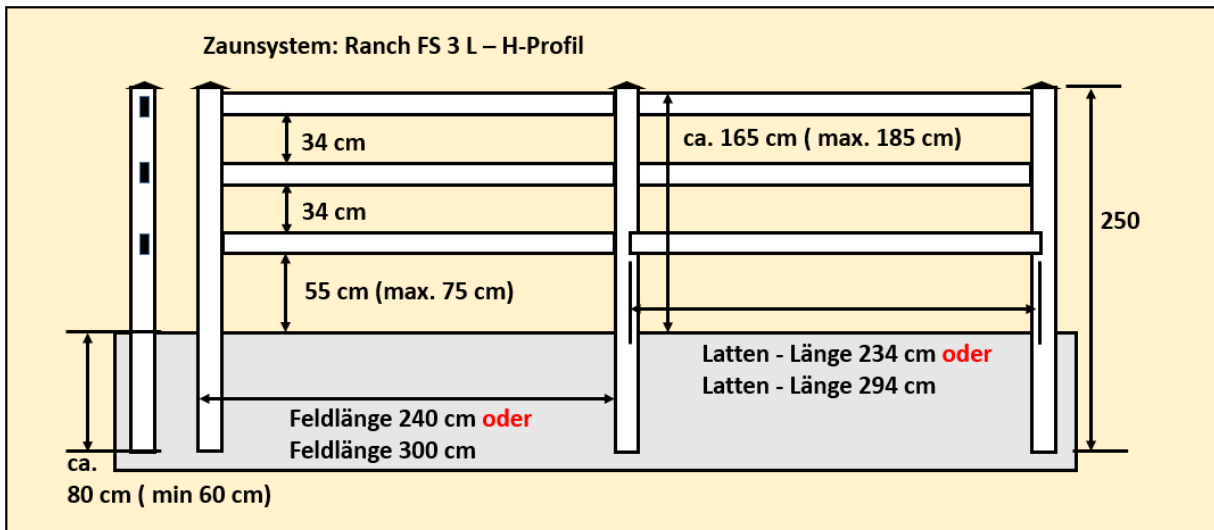 Zaunsystem: Ranch FS 3 L – H-Profil
34 cm
ca. 165 cm ( max. 185 cm)
34 cm
250
55 cm (max. 75 cm)
Latten - Länge 234 cm oder
Latten - Länge 294 cm
Feldlänge 240 cm oder
Feldlänge 300 cm
ca.
80 cm ( min 60 cm)